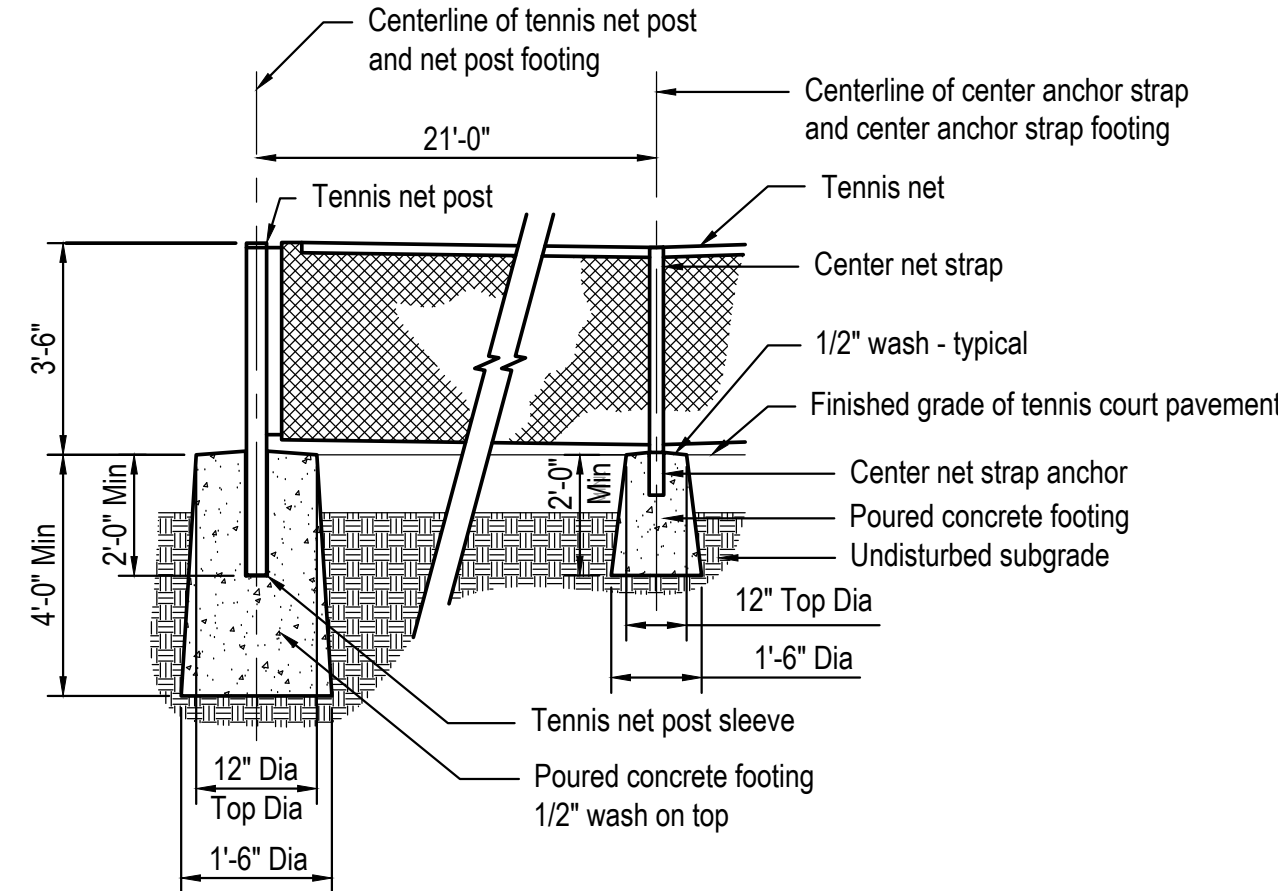 Centerline of tennis net post
and net post footing
Centerline of center anchor strap
and center anchor strap footing
21'-0"
Tennis net post
Tennis net
Center net strap
3'-6"
1/2" wash - typical
Finished grade of tennis court pavement
2'-0" Min
4'-0" Min
2'-0"
Min
Center net strap anchor
Poured concrete footing
Undisturbed subgrade
12" Top Dia
1'-6" Dia
Tennis net post sleeve
Poured concrete footing
1/2" wash on top
12" Dia
Top Dia
1'-6" Dia